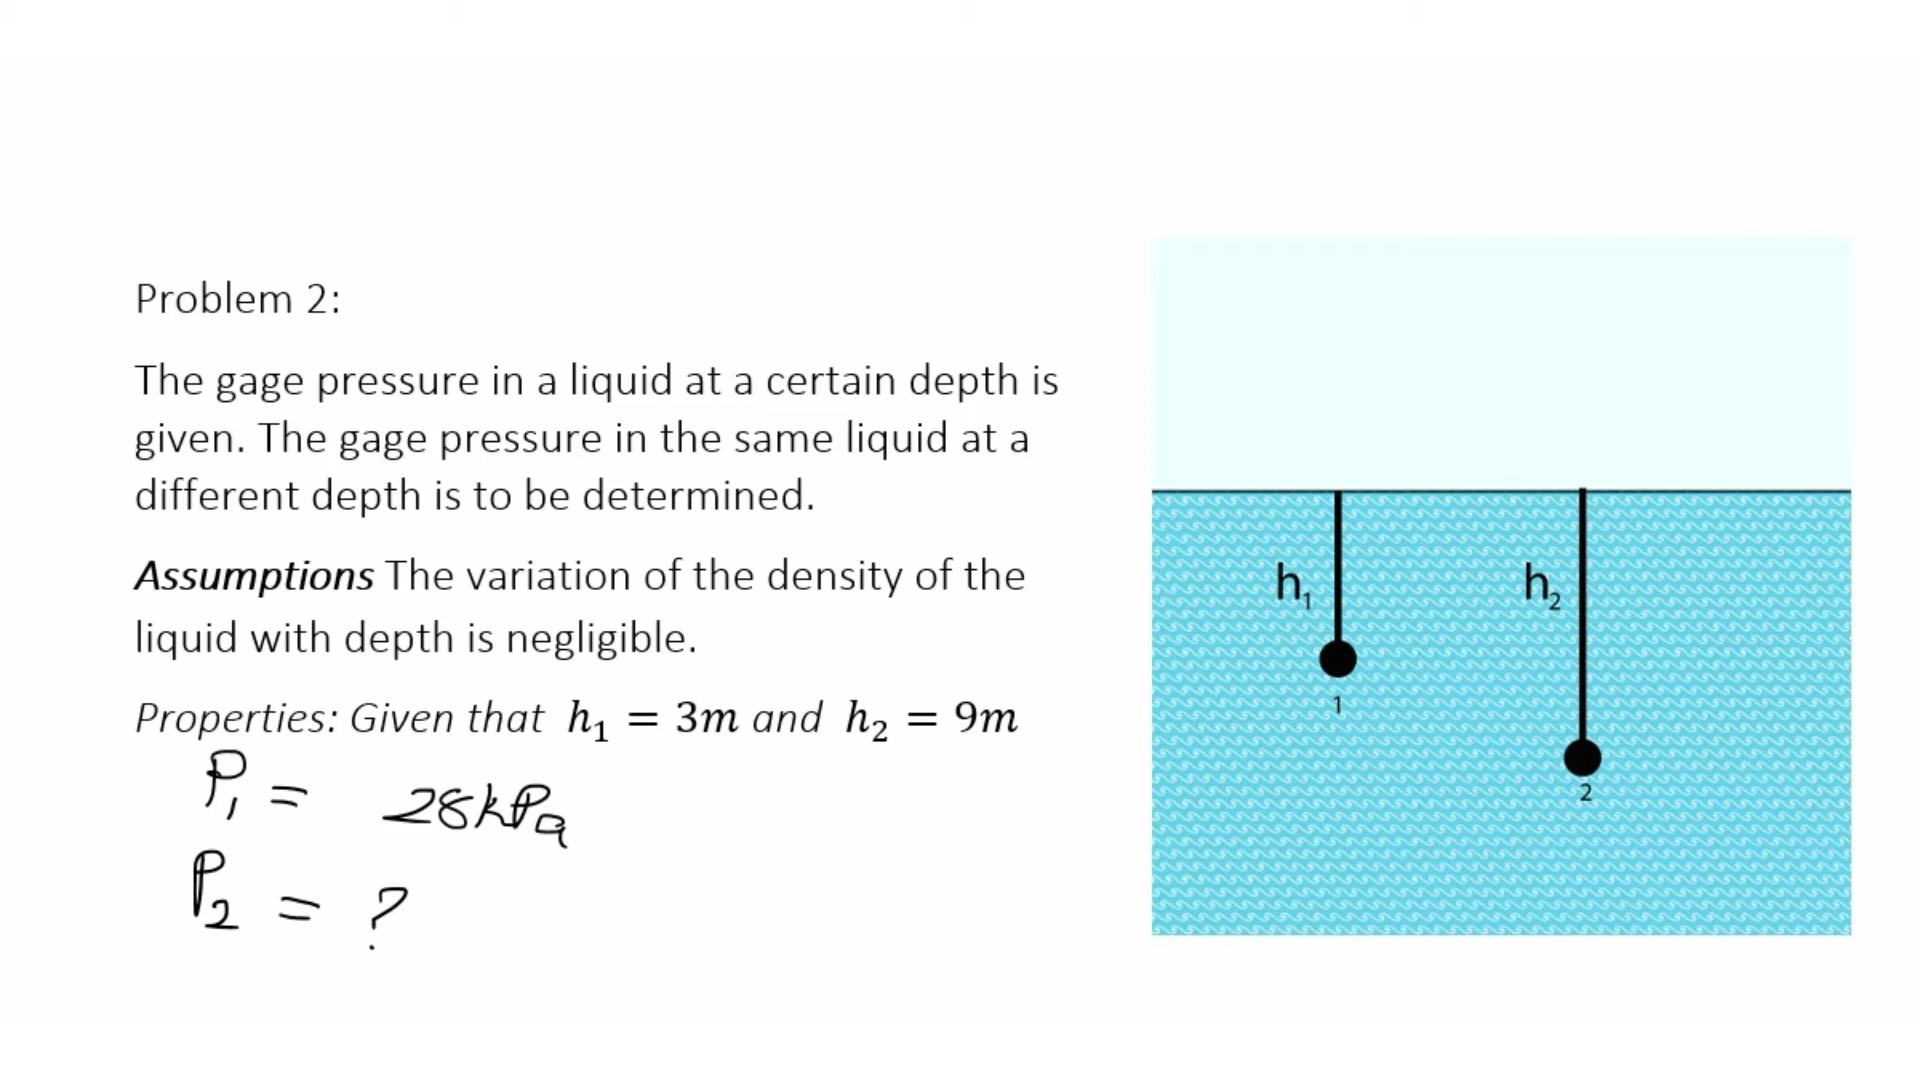 Problem 2:
The gage pressure in a liquid at a certain depth is
given. The gage pressure in the same liquid at a
different depth is to be determined.
Assumptions The variation of the density of the
liquid with depth is negligible.
Properties: Given that h₁ = 3m and h₂ = 9m
P₁ = 28kPa
P₂ = ?
h₁
h₂
1
2